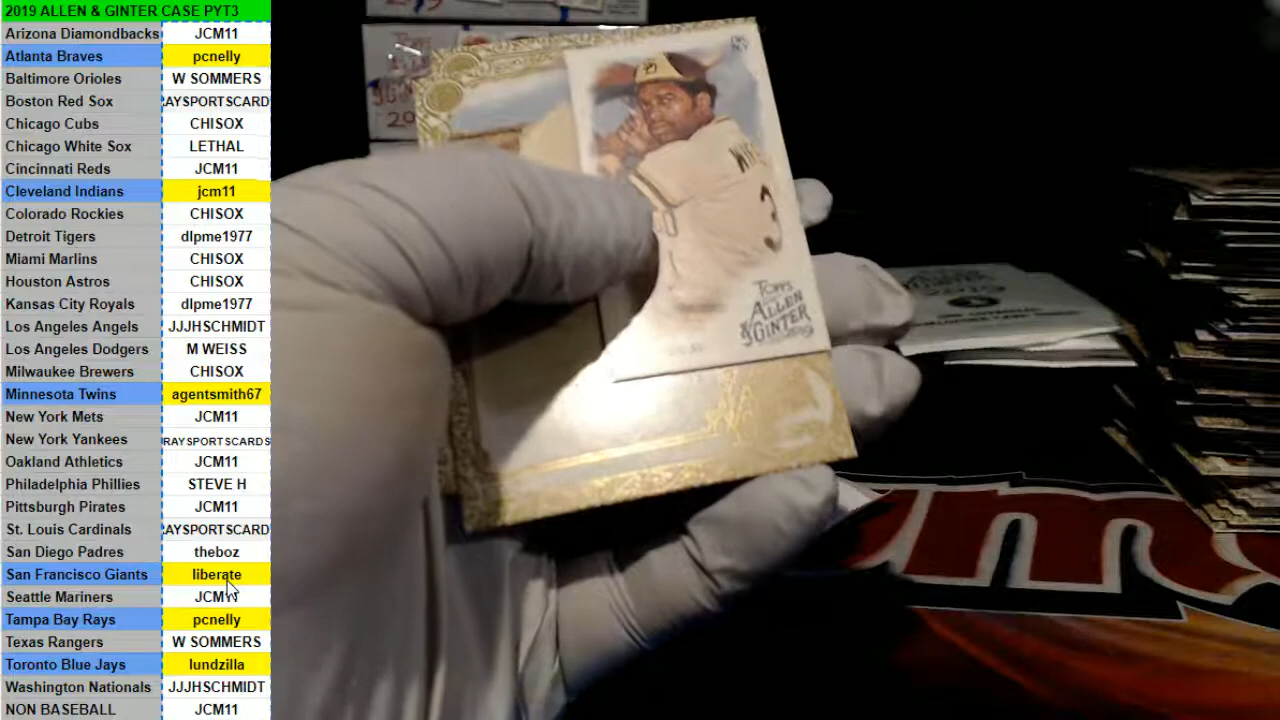 2019 ALLEN & GINTER CASE PYT3
Arizona Diamondbacks JCM11
Atlanta Braves pcnelly
Baltimore Orioles W SOMMERS
Boston Red Sox AYSPORTSCARD
Chicago Cubs CHISOX
Chicago White Sox LETHAL
Cincinnati Reds JCM11
Cleveland Indians jcm11
Colorado Rockies CHISOX
Detroit Tigers dlpme1977
Miami Marlins CHISOX
Houston Astros CHISOX
Kansas City Royals dlpme1977
Los Angeles Angels JJJHSCHMIDT
Los Angeles Dodgers M WEISS
Milwaukee Brewers CHISOX
Minnesota Twins agentsmith67
New York Mets JCM11
New York Yankees RAYSPORTSCARDS
Oakland Athletics JCM11
Philadelphia Phillies STEVE H
Pittsburgh Pirates JCM11
St. Louis Cardinals AYSPORTSCARD
San Diego Padres theboz
San Francisco Giants liberate
Seattle Mariners JCM11
Tampa Bay Rays pcnelly
Texas Rangers W SOMMERS
Toronto Blue Jays lundzilla
Washington Nationals JJJHSCHMIDT
NON BASEBALL JCM11
3
TOPPS
ALLEN
& GINTER
2019